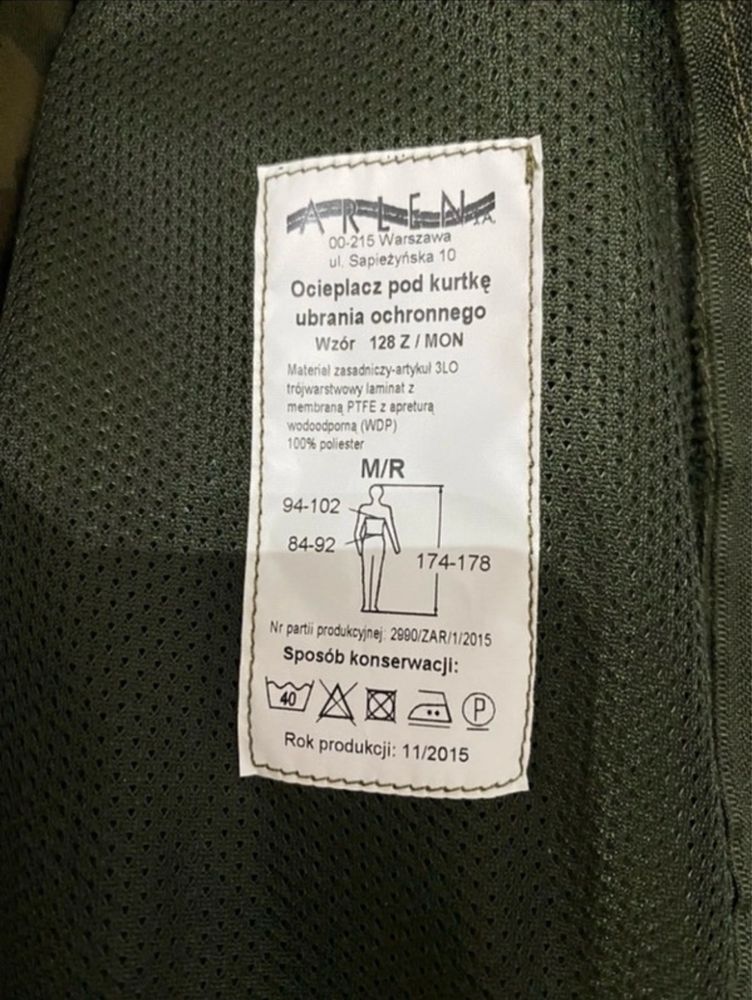 ARLEN S.A.
00-215 Warszawa
ul. Sapieżyńska 10
Ocieplacz pod kurtkę
ubrania ochronnego
Wzór 128 Z / MON
Materiał zasadniczy-artykuł 3LO
trójwarstwowy laminat z
membraną PTFE z apreturą
wodoodporną (WDP)
100% poliester
M/R
94-102
84-92
174-178
Nr partii produkcyjnej: 2990/ZAR/1/2015
Sposób konserwacji:
40 P
Rok produkcji: 11/2015